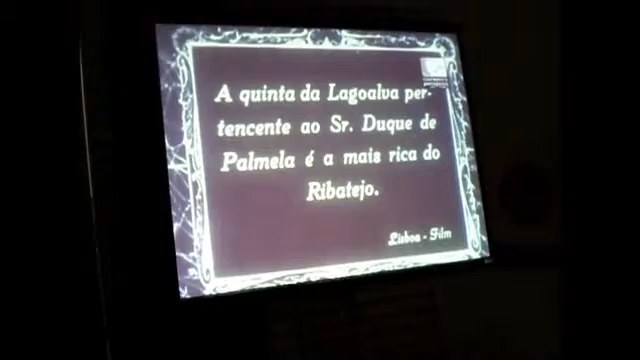 A quinta da Lagoalva per-
tencente ao Sr. Duque de
Palmela é a mais rica do
Ribatejo.
Lisboa - Film